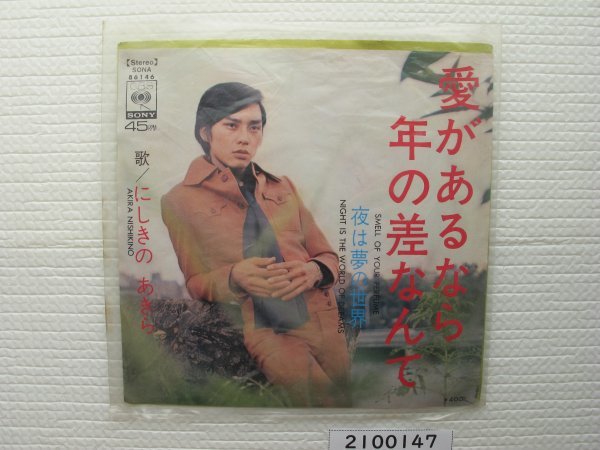 【Stereo】
SONA
86146
CBS
SONY
45rpm
歌/にしきの あきら
AKIRA NISHIKINO
愛があるなら
年の差なんて
SMELL OF YOUR PERFUME
夜は夢の世界
NIGHT IS THE WORLD OF DREAMS
¥400
2100147